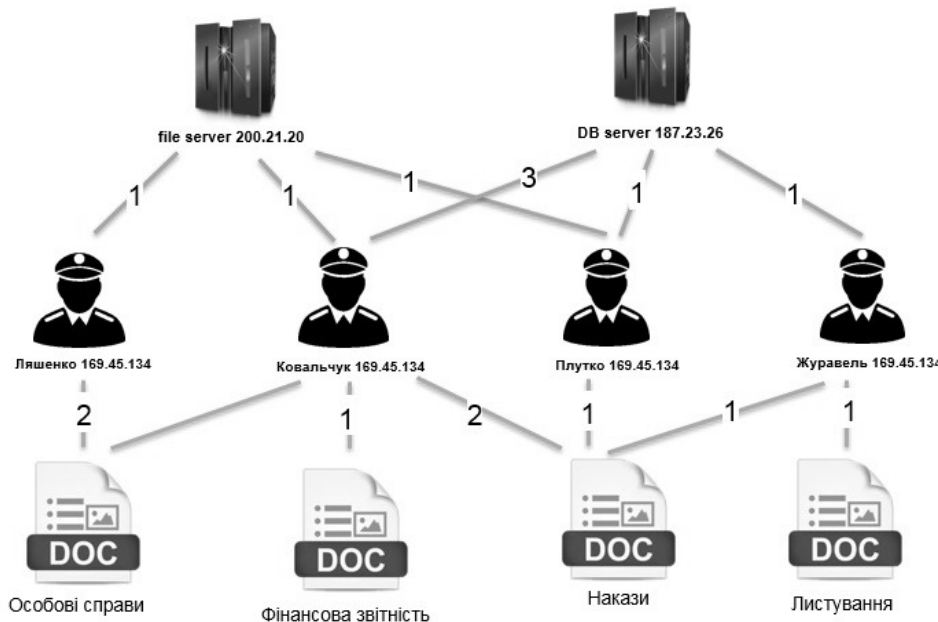 file server 200.21.20
DB server 187.23.26
1
1
1
3
1
1
Ляшенко 169.45.134
Ковальчук 169.45.134
Плутко 169.45.134
Журавель 169.45.134
2
1
2
1
1
1
DOC
DOC
DOC
DOC
Особові справи
Фінансова звітність
Накази
Листування